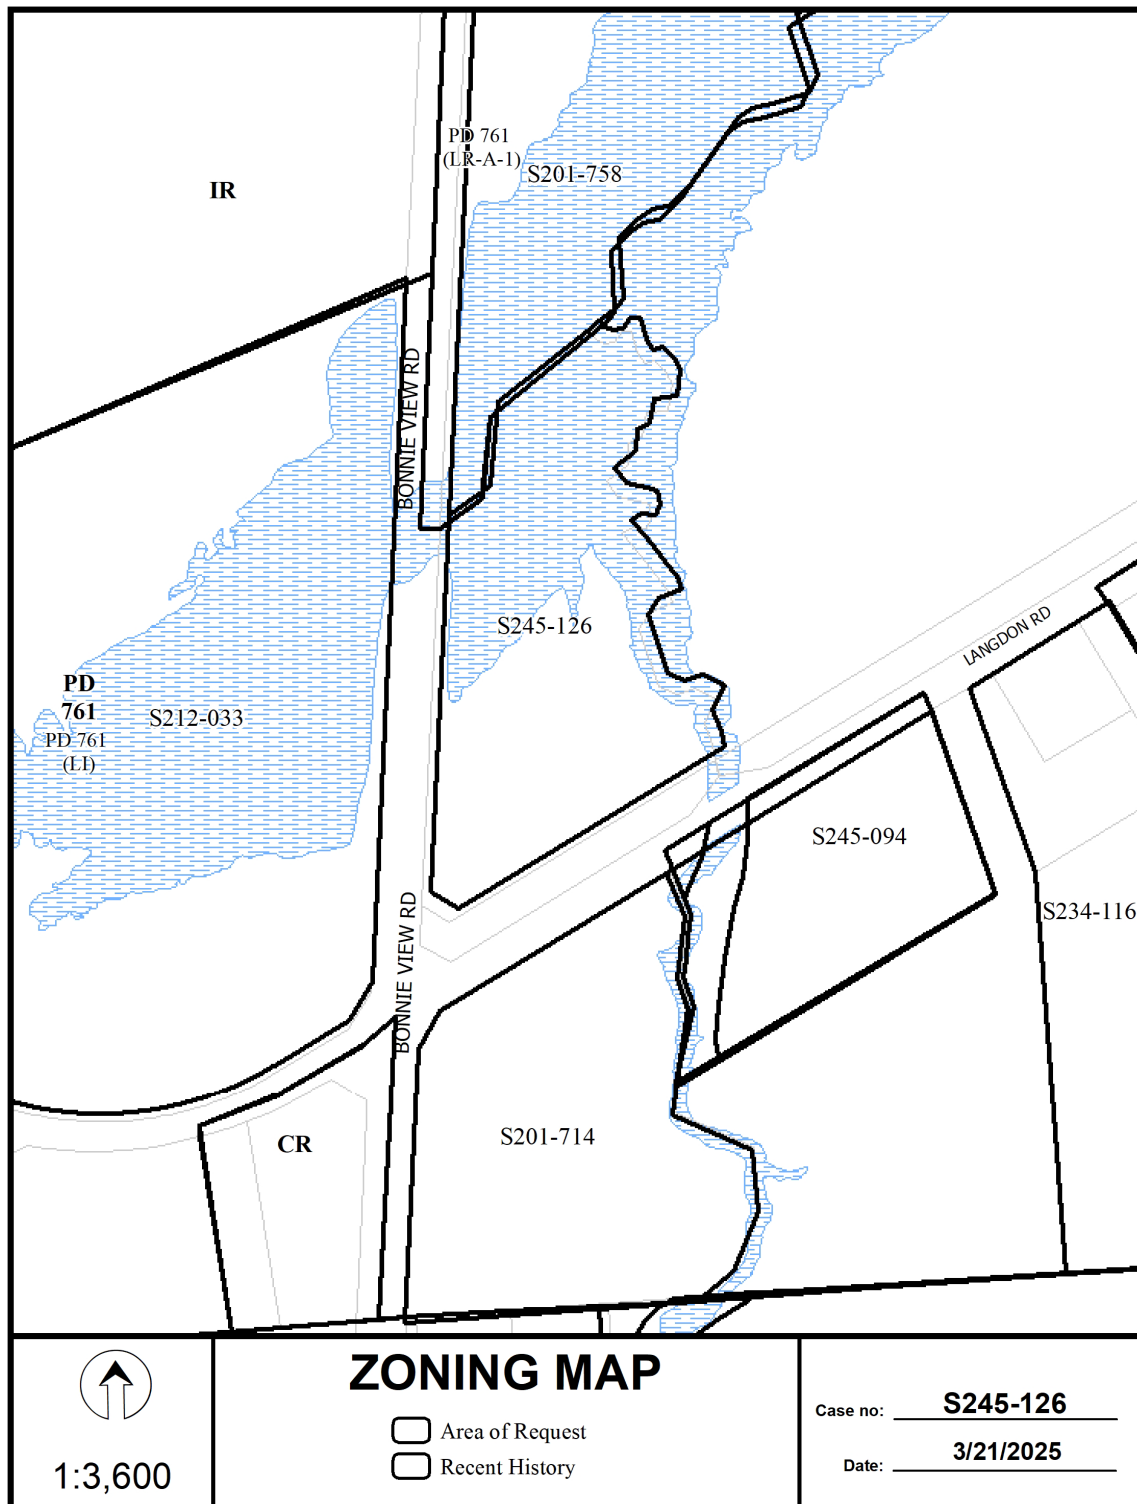 PD 761
(LR-A-1)
S201-758
IR
BONNIE VIEW RD
S245-126
LANGDON RD
PD
761
S212-033
PD 761
(LI)
S245-094
S234-116
BONNIE VIEW RD
S201-714
CR
1:3,600
ZONING MAP
Area of Request
Recent History
Case no: S245-126
Date: 3/21/2025